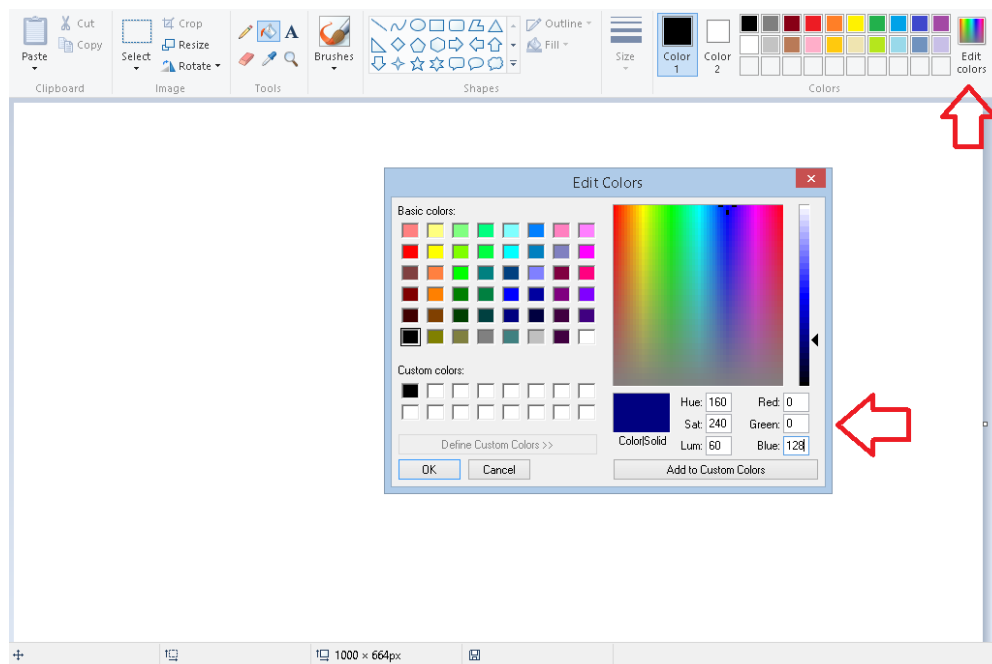 Paste
Cut
Copy
Clipboard
Select
Crop
Resize
Rotate
Image
A
Tools
Brushes
Outline
Fill
Shapes
Size
Color
1
Color
2
Colors
Edit
colors
Edit Colors
Basic colors:
Custom colors:
Define Custom Colors >>
OK
Cancel
Color|Solid
Hue: 160
Sat: 240
Lum: 60
Red: 0
Green: 0
Blue: 128
Add to Custom Colors
1000 × 664px